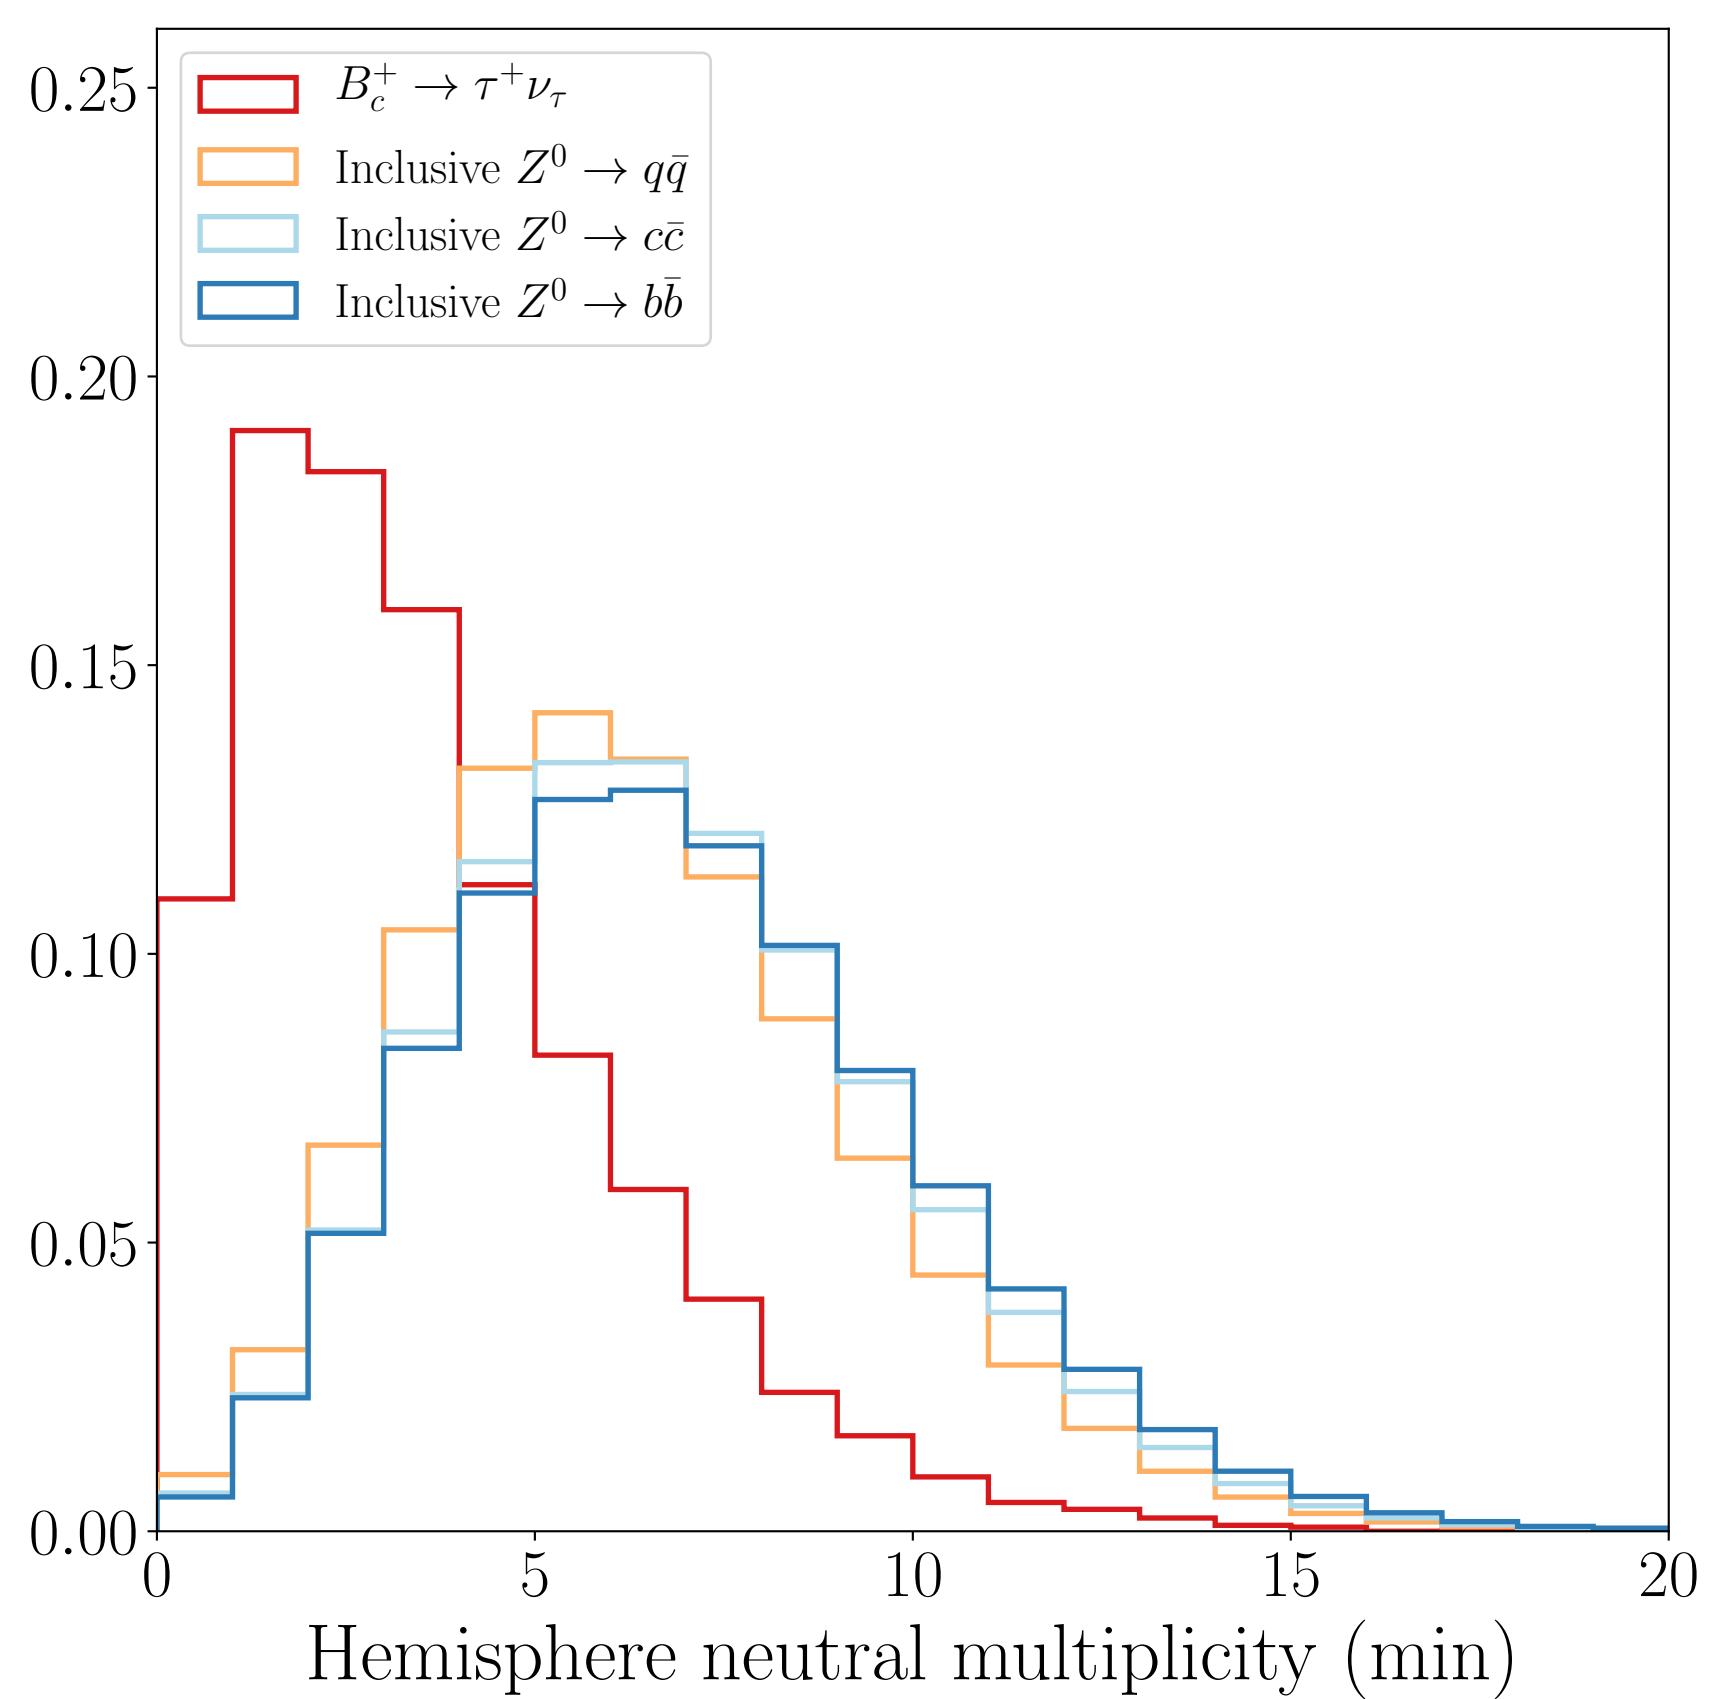 0.25
0.20
0.15
0.10
0.05
0.00
B_c^+ → τ^+ν_τ
Inclusive Z^0 → qq̄
Inclusive Z^0 → cc̄
Inclusive Z^0 → bb̄
0 5 10 15 20
Hemisphere neutral multiplicity (min)